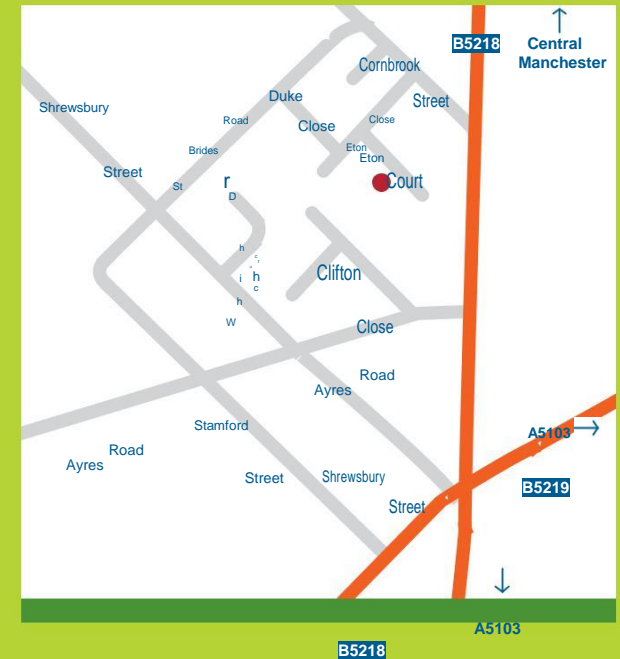 B5218
Central
Manchester
Cornbrook
Street
Duke
Close
Shrewsbury
Street
Road
Brides
St
Close
Eton
Eton
Court
r
D
h
i
h
c
h
W
Clifton
Close
Road
Ayres
Stamford
Street
Road
Ayres
Shrewsbury
Street
A5103
B5219
A5103
B5218